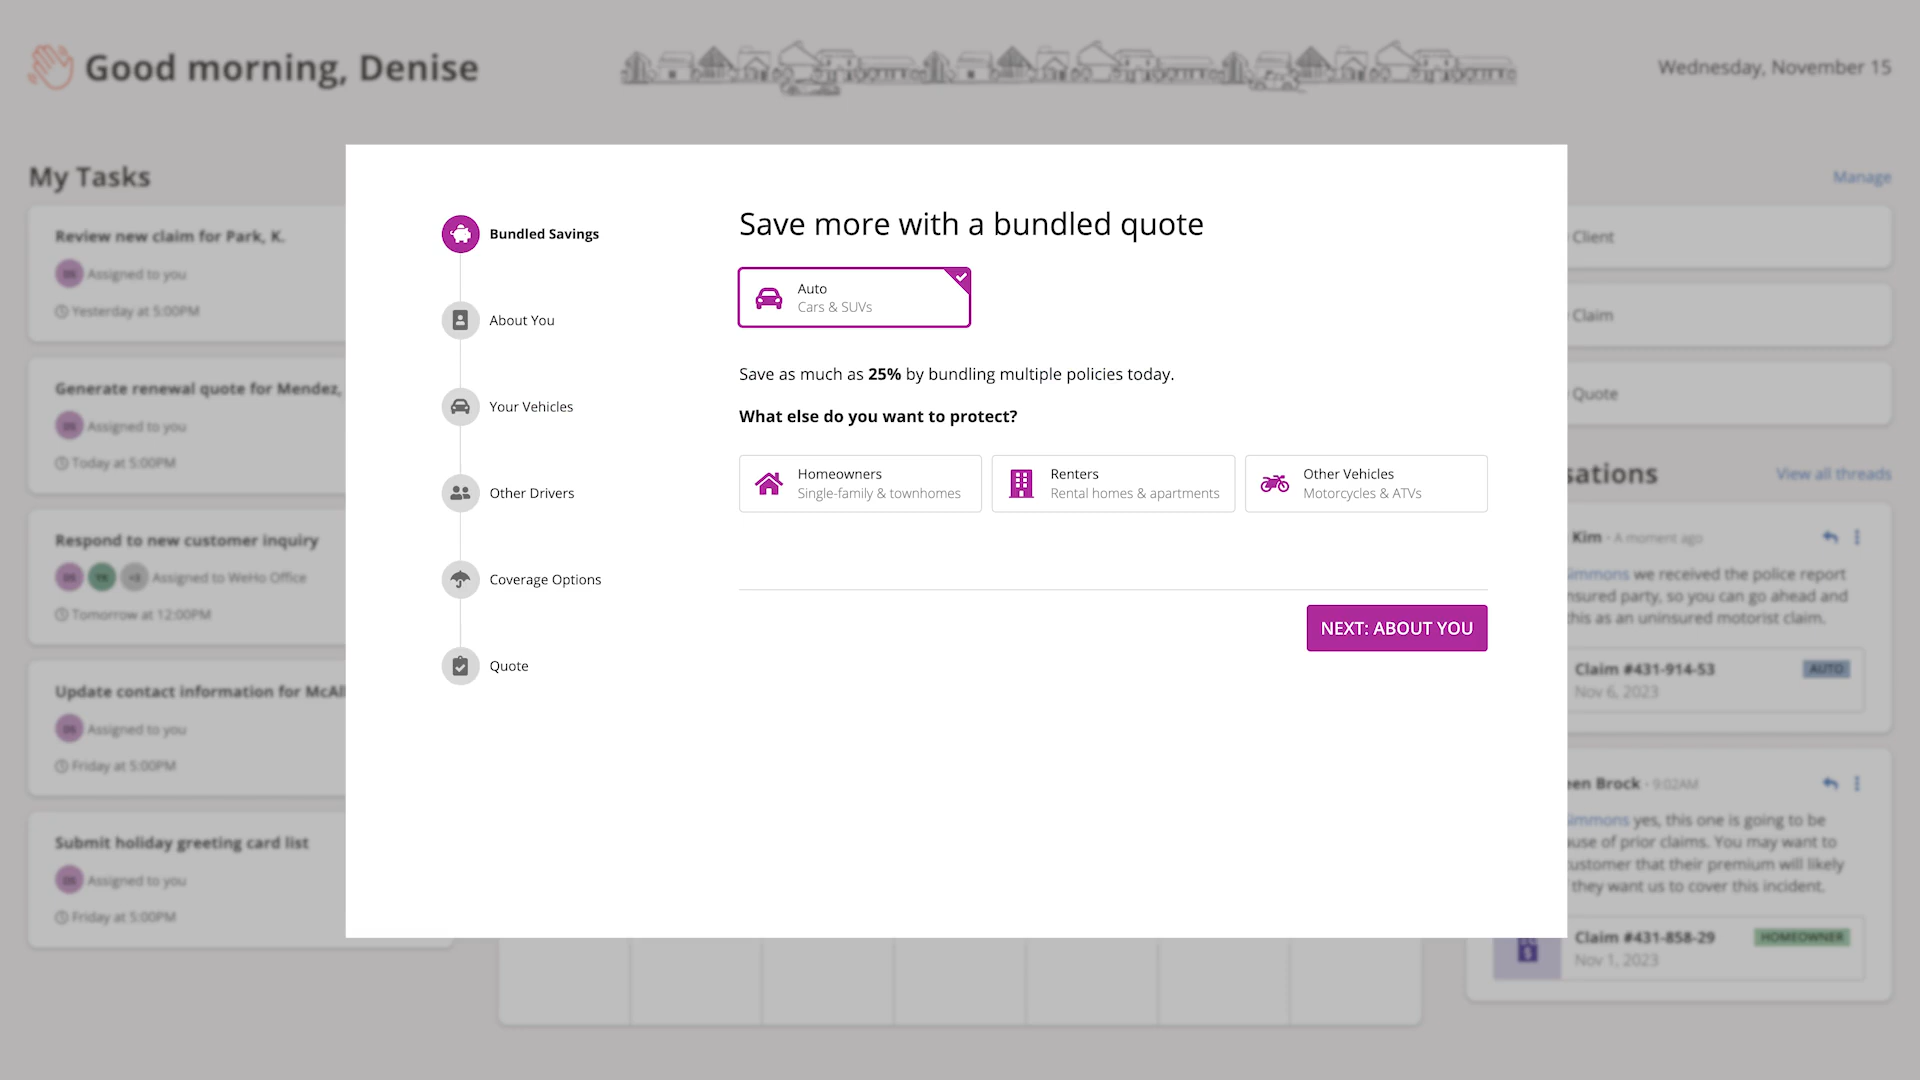 Good morning, Denise
Wednesday, November 15
My Tasks
Review new claim for Park, K.
Assigned to you
Yesterday at 5:00PM
Generate renewal quote for Mendez,
Assigned to you
Today at 5:00PM
Respond to new customer inquiry
+3 Assigned to WeHo Office
Tomorrow at 12:00PM
Update contact information for McAl
Assigned to you
Friday at 5:00PM
Submit holiday greeting card list
Assigned to you
Friday at 5:00PM
Bundled Savings
About You
Your Vehicles
Other Drivers
Coverage Options
Quote
Save more with a bundled quote
Auto
Cars & SUVs
Save as much as 25% by bundling multiple policies today.
What else do you want to protect?
Homeowners
Single-family & townhomes
Renters
Rental homes & apartments
Other Vehicles
Motorcycles & ATVs
NEXT: ABOUT YOU
Manage
Client
Claim
Quote
sations
View all threads
Kim · A moment ago
immons we received the police report
nsured party, so you can go ahead and
this as an uninsured motorist claim.
Claim #431-914-53
AUTO
Nov 6, 2023
een Brock · 9:02AM
immons yes, this one is going to be
use of prior claims. You may want to
ustomer that their premium will likely
they want us to cover this incident.
Claim #431-858-29
HOMEOWNER
Nov 1, 2023